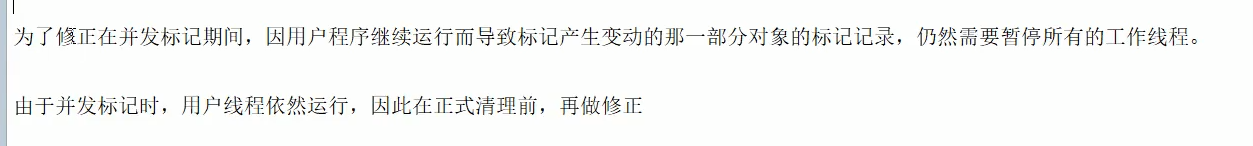 为了修正在并发标记期间，因用户程序继续运行而导致标记产生变动的那一部分对象的标记记录，仍然需要暂停所有的工作线程。
由于并发标记时，用户线程依然运行，因此在正式清理前，再做修正